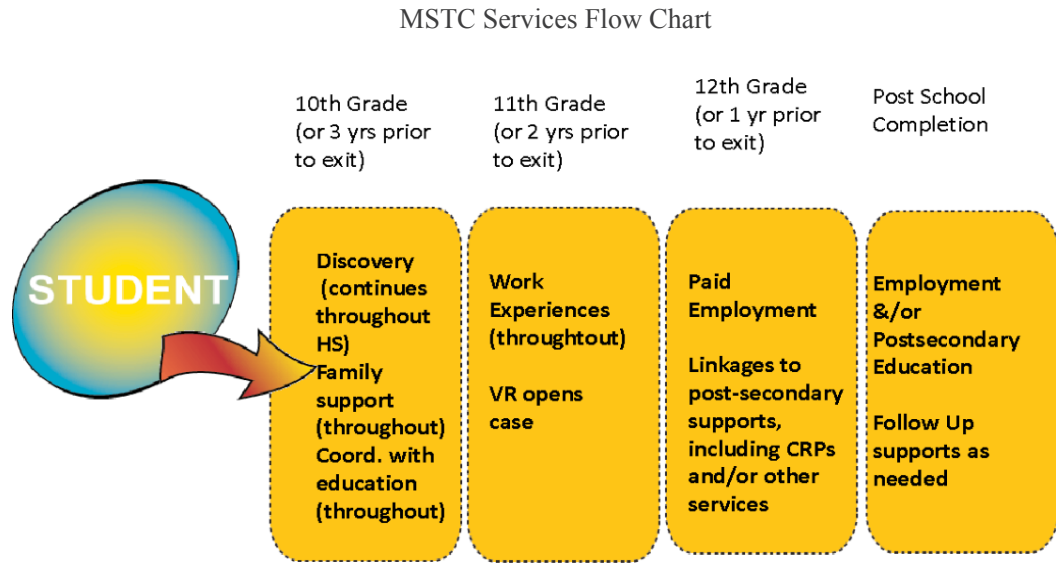 MSTC Services Flow Chart
10th Grade
(or 3 yrs prior
to exit)
11th Grade
(or 2 yrs prior
to exit)
12th Grade
(or 1 yr prior
to exit)
Post School
Completion
STUDENT
Discovery
(continues
throughout
HS)
Family
support
(throughout)
Coord. with
education
(throughout)
Work
Experiences
(throughtout)
VR opens
case
Paid
Employment
Linkages to
post-secondary
supports,
including CRPs
and/or other
services
Employment
&/or
Postsecondary
Education
Follow Up
supports as
needed